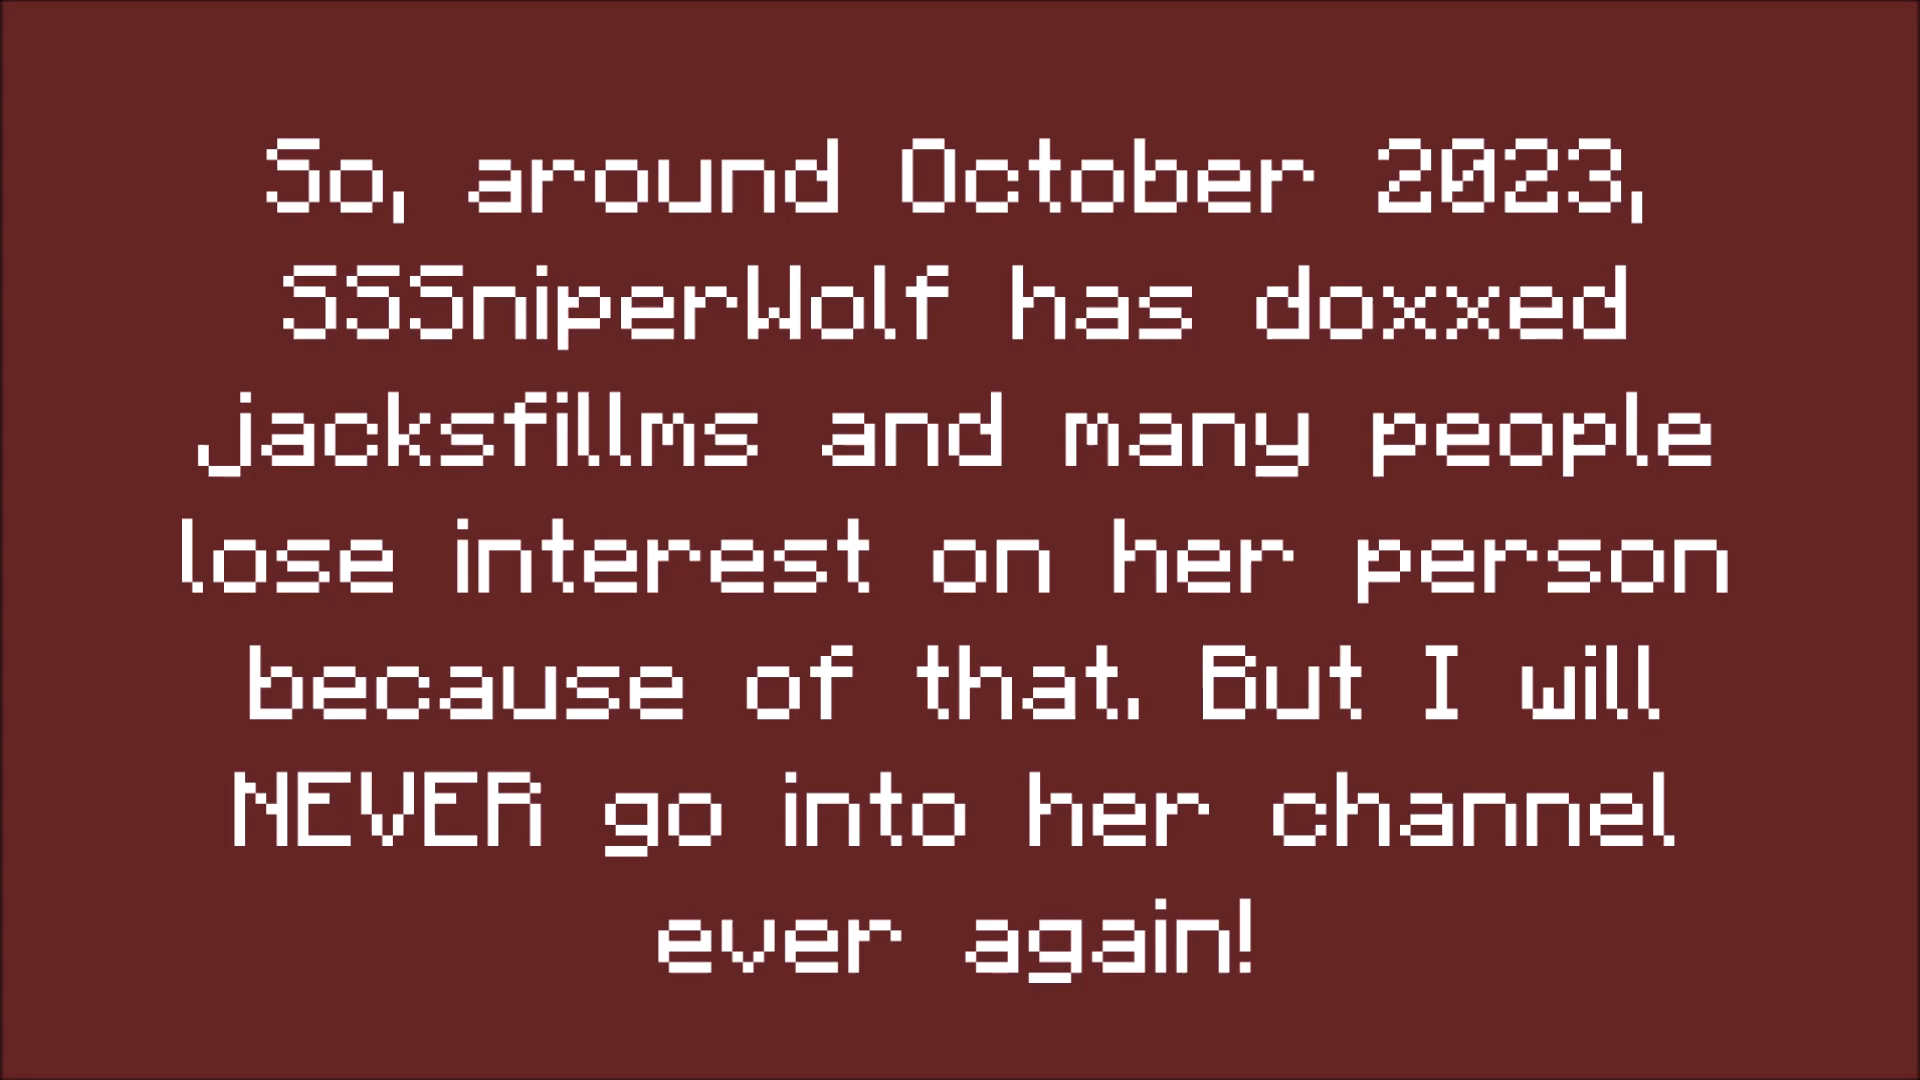 So, around October 2023,
SSSniperWolf has doxxed
jacksfillms and many people
lose interest on her person
because of that. But I will
NEVER go into her channel
ever again!